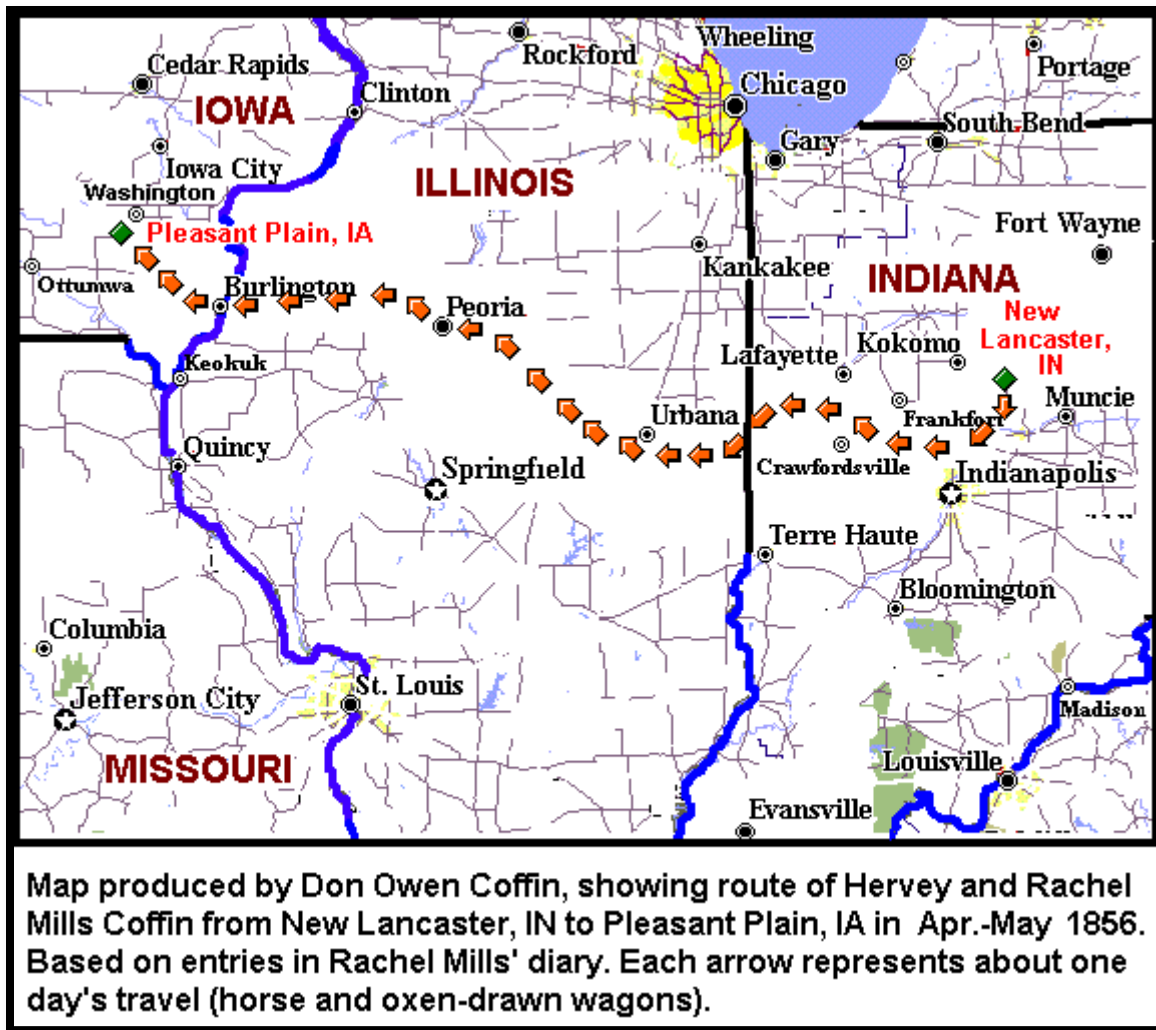 Wheeling
Rockford
Portage
Cedar Rapids
Chicago
IOWA
Clinton
South Bend
Gary
Iowa City
ILLINOIS
Washington
Pleasant Plain, IA
Fort Wayne
Kankakee
INDIANA
Ottumwa
Burlington
Peoria
New
Lancaster,
IN
Kokomo
Lafayette
Keokuk
Urbana
Frankfort
Muncie
Quincy
Crawfordsville
Springfield
Indianapolis
Terre Haute
Bloomington
Columbia
St. Louis
Jefferson City
Madison
MISSOURI
Louisville
Evansville
Map produced by Don Owen Coffin, showing route of Hervey and Rachel
Mills Coffin from New Lancaster, IN to Pleasant Plain, IA in Apr.-May 1856.
Based on entries in Rachel Mills' diary. Each arrow represents about one
day's travel (horse and oxen-drawn wagons).